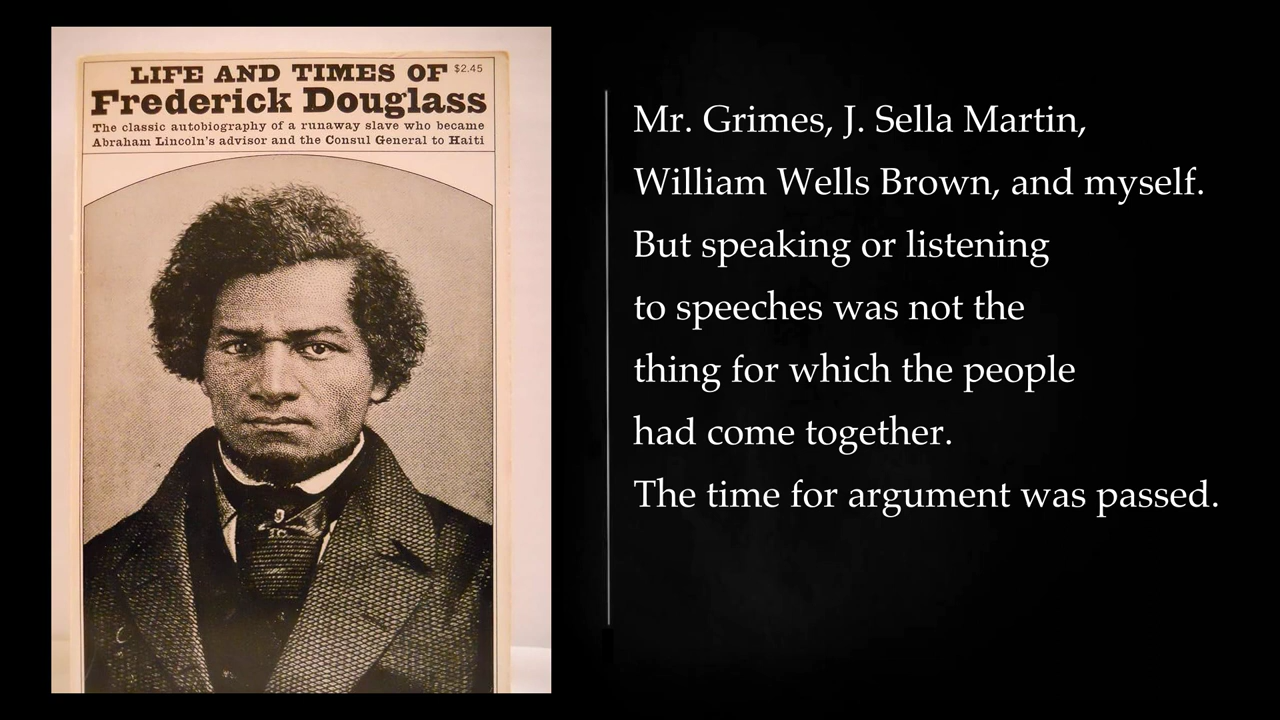 LIFE AND TIMES OF $2.45
Frederick Douglass
The classic autobiography of a runaway slave who became
Abraham Lincoln's advisor and the Consul General to Haiti
Mr. Grimes, J. Sella Martin,
William Wells Brown, and myself.
But speaking or listening
to speeches was not the
thing for which the people
had come together.
The time for argument was passed.